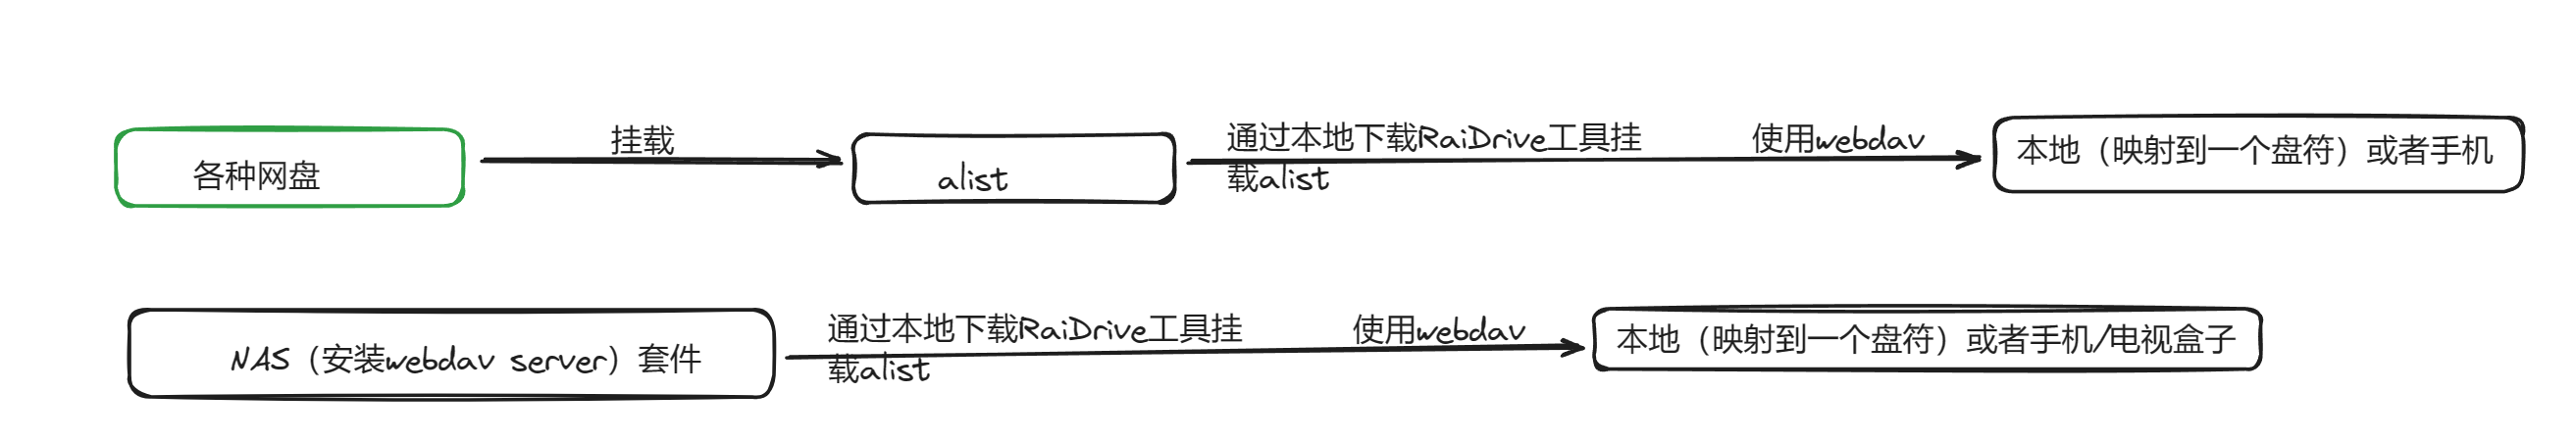 挂载
通过本地下载RaiDrive工具挂
载alist
使用webdav
各种网盘
alist
本地（映射到一个盘符）或者手机
NAS（安装webdav server）套件
通过本地下载RaiDrive工具挂
载alist
使用webdav
本地（映射到一个盘符）或者手机/电视盒子